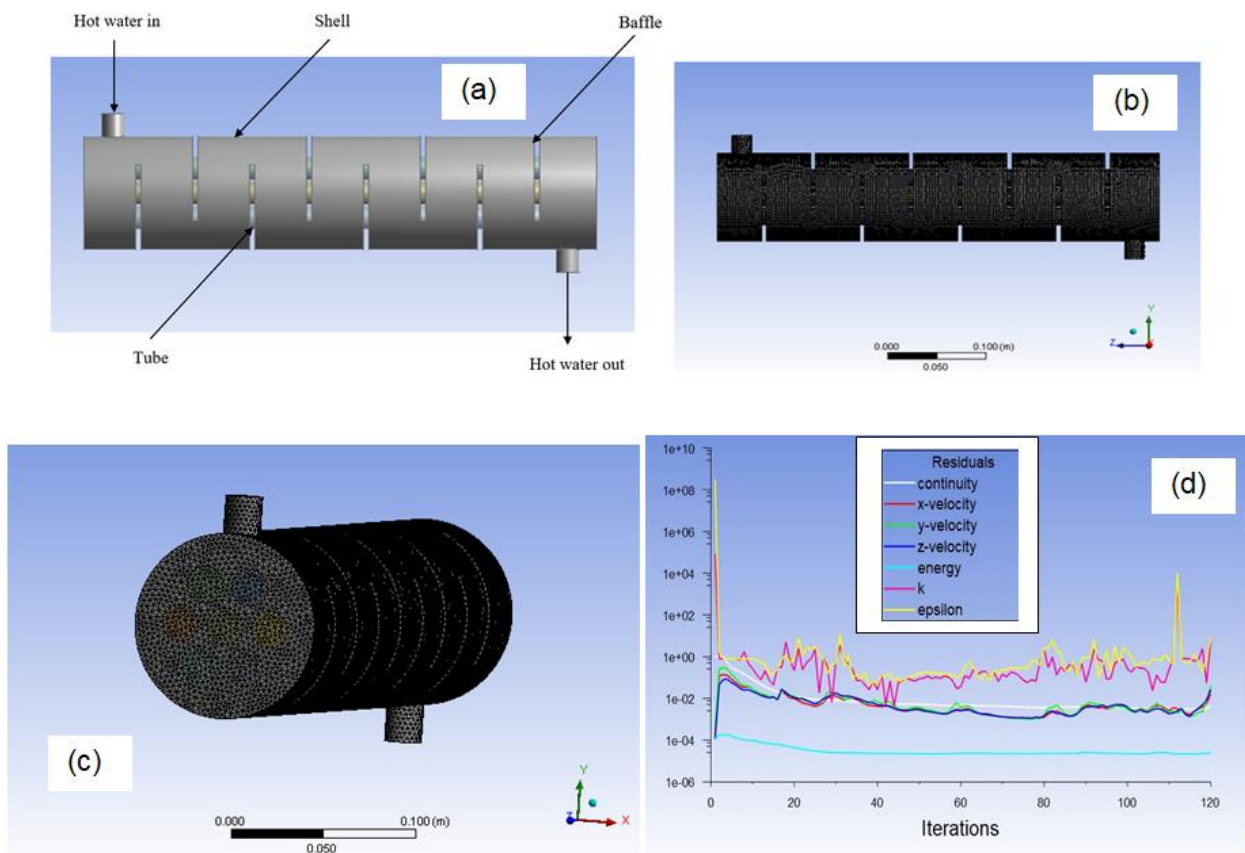 Hot water in
Shell
Baffle
(a)
Tube
Hot water out
(b)
0.000
0.100 (m)
0.050
Y
Z
(c)
0.000
0.100 (m)
0.050
Y
Z
X
(d)
Residuals
continuity
x-velocity
y-velocity
z-velocity
energy
k
epsilon
1e+10
1e+08
1e+06
1e+04
1e+02
1e+00
1e-02
1e-04
1e-06
0
20
40
60
80
100
120
Iterations